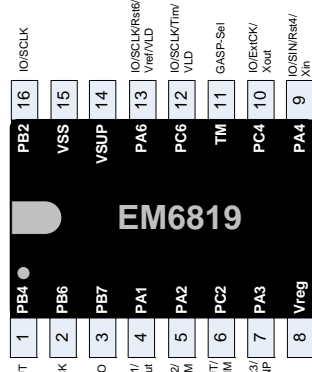 IO/SCLK
IO/SCLK/Rst6/
Vref/VLD
IO/SCLK/Tim/
VLD
GASP-Sel
IO/ExtCK/
Xout
IO/SIN/Rst4/
Xin
16
15
14
13
12
11
10
9
PB2
VSS
VSUP
PA6
PC6
TM
PC4
PA4
EM6819
PB4
PB6
PB7
PA1
PA2
PC2
PA3
Vreg
1
2
3
4
5
6
7
8